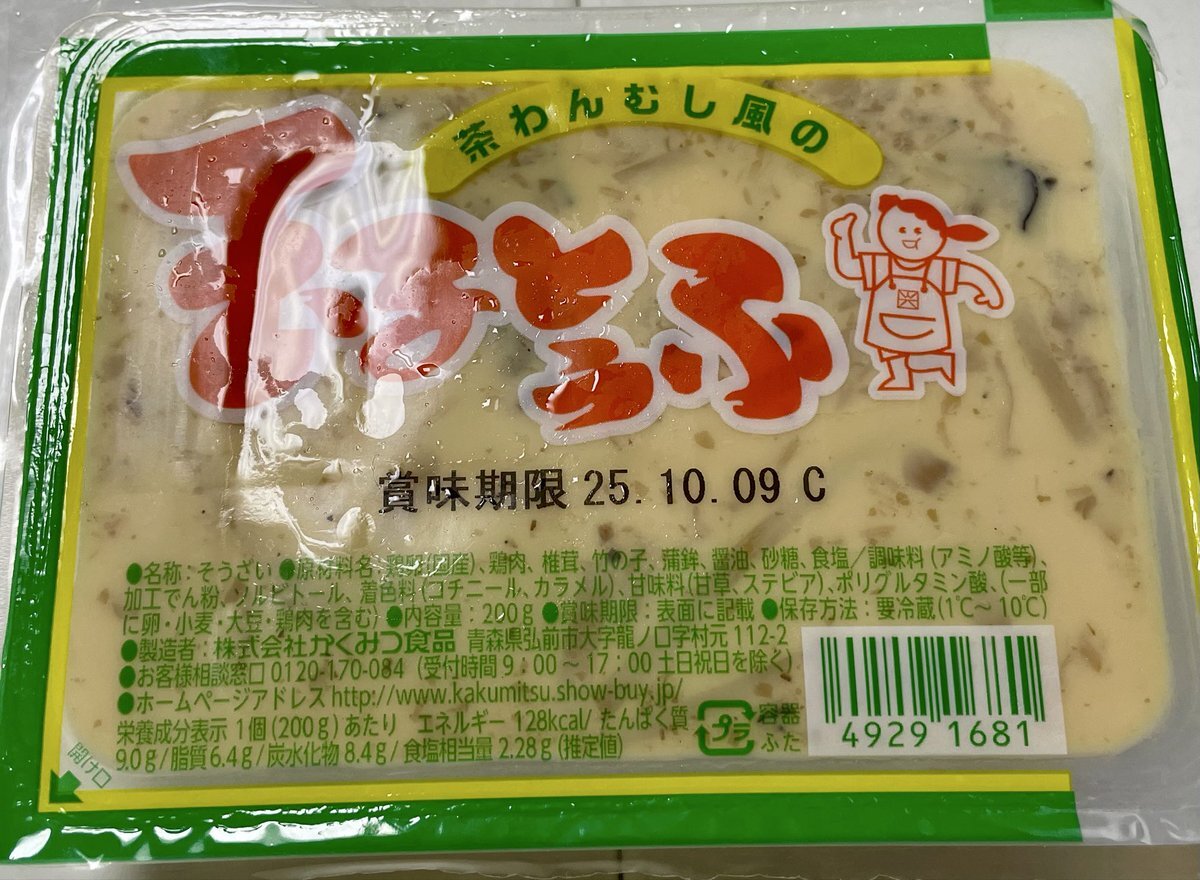 茶わんむし風の
なまとうふ
賞味期限 25.10.09 C
●名称：そうざい ●原材料名：鶏卵(国産)、鶏肉、椎茸、竹の子、蒲鉾、醤油、砂糖、食塩／調味料(アミノ酸等)、
加工でん粉、ソルビトール、着色料(コチニール、カラメル)、甘味料(甘草、ステビア)、ポリグルタミン酸、(一部
に卵・小麦・大豆・鶏肉を含む) ●内容量：200g ●賞味期限：表面に記載 ●保存方法：要冷蔵(1℃～10℃)
●製造者：株式会社かくみつ食品 青森県弘前市大字龍ノ口字村元112-2
●お客様相談窓口 0120-170-084 (受付時間9：00～17：00 土日祝日を除く)
●ホームページアドレス http://www.kakumitsu.show-buy.jp/
栄養成分表示 1個(200g)あたり エネルギー 128kcal/たんぱく質
9.0g/脂質6.4g/炭水化物8.4g/食塩相当量2.28g(推定値)
プラ
容器
ふた
4929 1681
開け口